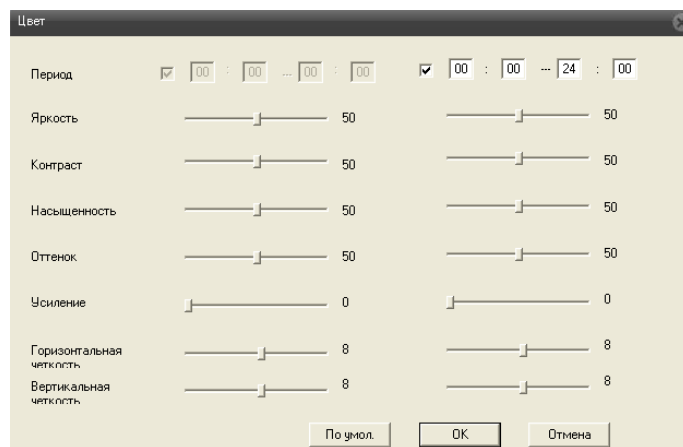 Цвет
Период 00 : 00 ... 00 : 00 00 : 00 --- 24 : 00
Яркость 50 50
Контраст 50 50
Насыщенность 50 50
Оттенок 50 50
Усиление 0 0
Горизонтальная 8 8
четкость
Вертикальная 8 8
четкость
По умол. OK Отмена